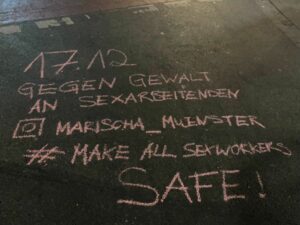 17.12
GEGEN GEWALT
AN SEXARBEITENDEN
MARISCHA_MUENSTER
# MAKE ALL SEXWORKERS
SAFE!